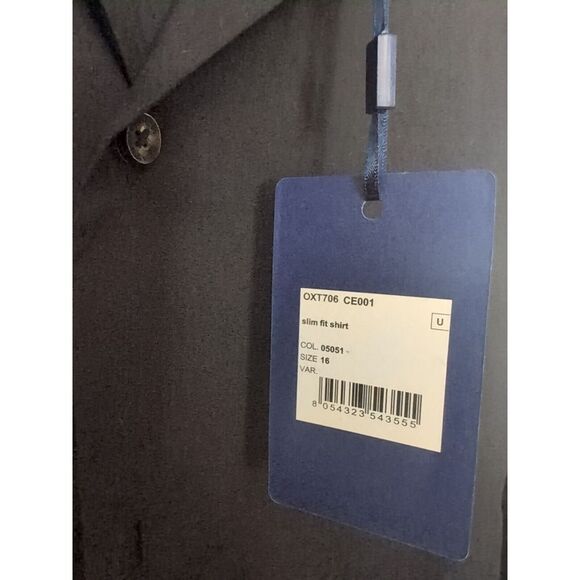 OXT706 CE001
slim fit shirt
U
COL. 05051 -
SIZE 16
VAR.
8 054323 543555